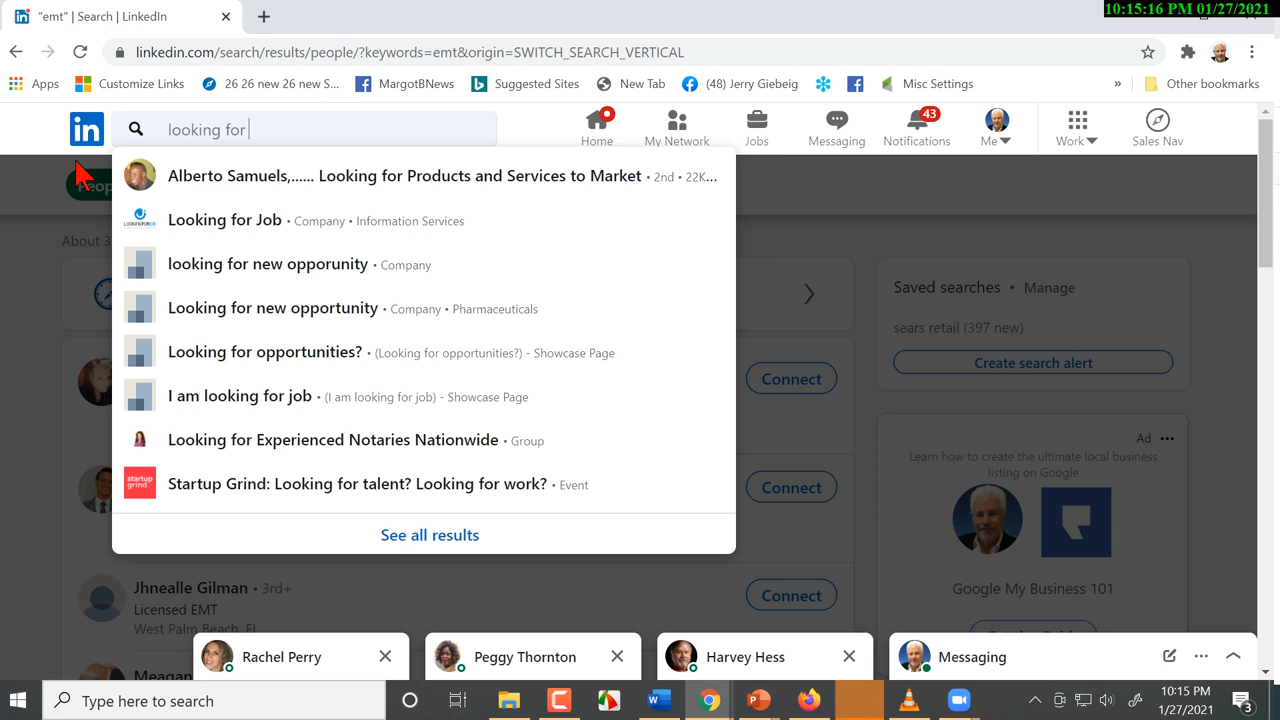 10:15:16 PM 01/27/2021
"emt" | Search | LinkedIn
linkedin.com/search/results/people/?keywords=emt&origin=SWITCH_SEARCH_VERTICAL
Apps Customize Links 26 26 new 26 new S... MargotBNews Suggested Sites New Tab (48) Jerry Giebeig Misc Settings » Other bookmarks
in looking for
Home My Network Jobs Messaging 43 Notifications Me Work Sales Nav
Alberto Samuels,...... Looking for Products and Services to Market • 2nd • 22K...
Looking for Job • Company • Information Services
looking for new opporunity • Company
Looking for new opportunity • Company • Pharmaceuticals
Looking for opportunities? • (Looking for opportunities?) - Showcase Page
I am looking for job • (I am looking for job) - Showcase Page
Looking for Experienced Notaries Nationwide • Group
startup grind
Startup Grind: Looking for talent? Looking for work? • Event
See all results
About 3
Saved searches • Manage
sears retail (397 new)
Create search alert
Connect
Connect
Connect
Ad •••
Learn how to create the ultimate local business
listing on Google
Google My Business 101
Jhnealle Gilman • 3rd+
Licensed EMT
West Palm Beach, FL
Meagan
Rachel Perry
Peggy Thornton
Harvey Hess
Messaging
Type here to search
10:15 PM
1/27/2021
3